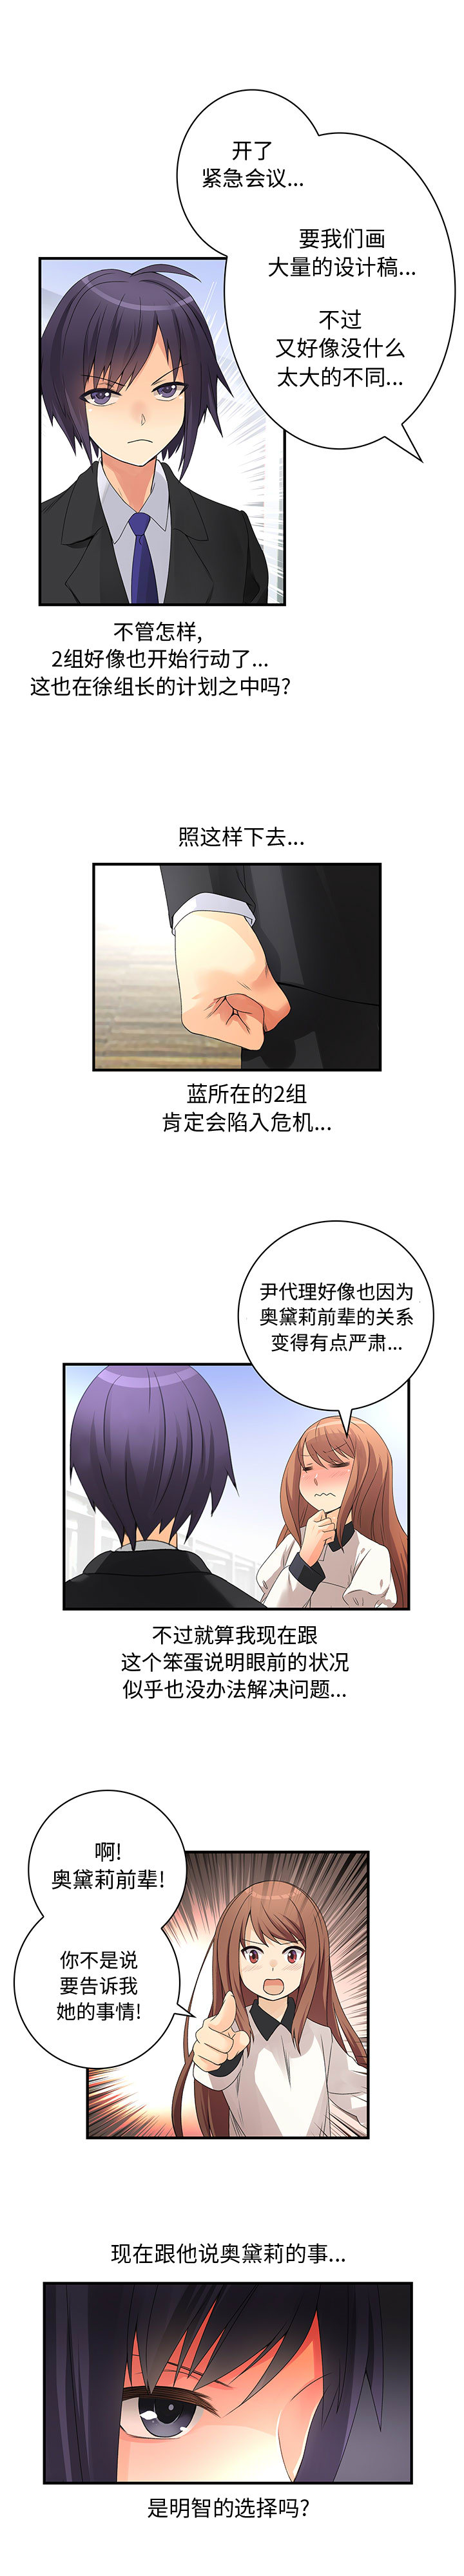 开了
紧急会议...
要我们画
大量的设计稿...
不过
又好像没什么
太大的不同...
不管怎样,
2组好像也开始行动了...
这也在徐组长的计划之中吗?
照这样下去...
蓝所在的2组
肯定会陷入危机...
尹代理好像也因为
奥黛莉前辈的关系
变得有点严肃...
不过就算我现在跟
这个笨蛋说明眼前的状况
似乎也没办法解决问题...
啊!
奥黛莉前辈!
你不是说
要告诉我
她的事情!
现在跟他说奥黛莉的事...
是明智的选择吗?